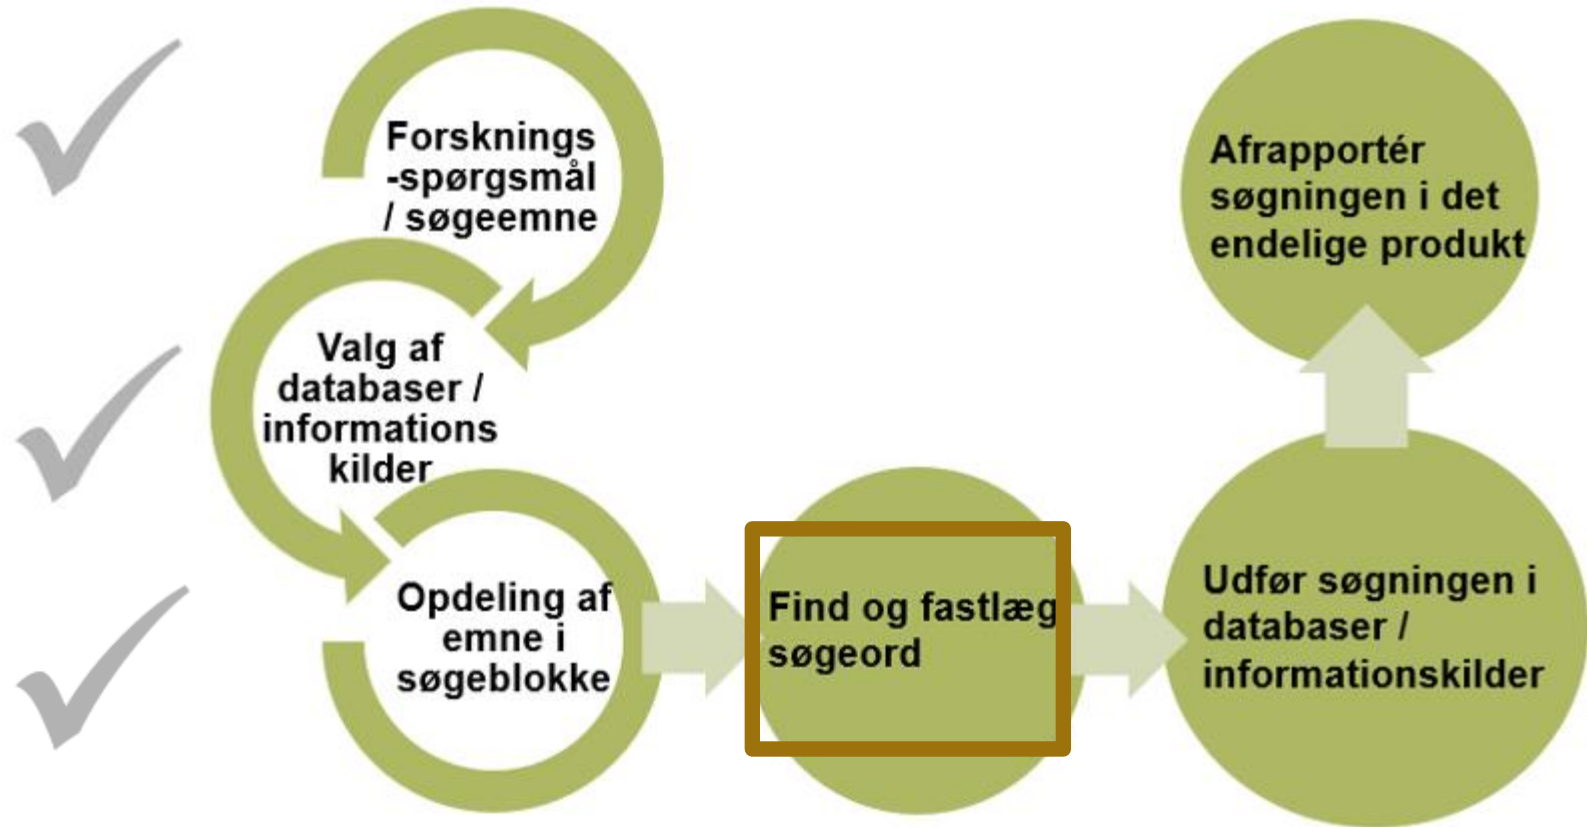 Forsknings
-spørgsmål
/ søgeemne
Valg af
databaser /
informations
kilder
Opdeling af
emne i
søgeblokke
Find og fastlæg
søgeord
Udfør søgningen i
databaser /
informationskilder
Afrapportér
søgningen i det
endelige produkt